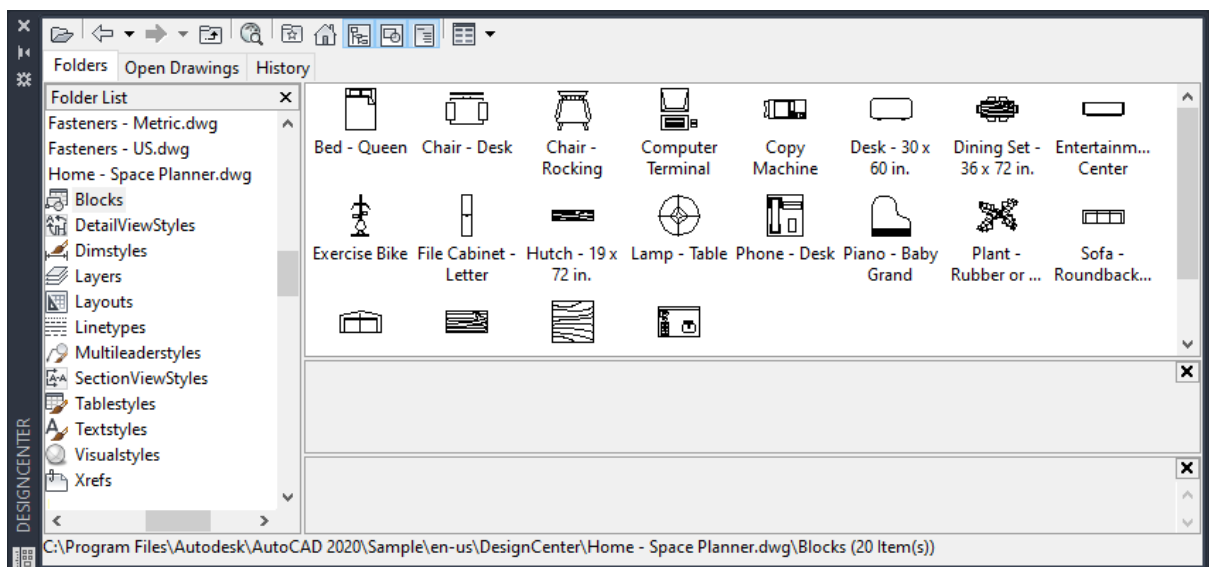 Folders Open Drawings History
Folder List
Fasteners - Metric.dwg
Fasteners - US.dwg
Home - Space Planner.dwg
Blocks
DetailViewStyles
Dimstyles
Layers
Layouts
Linetypes
Multileaderstyles
SectionViewStyles
Tablestyles
Textstyles
Visualstyles
Xrefs
Bed - Queen Chair - Desk Chair - Computer Copy Desk - 30 x Dining Set - Entertainm...
Rocking Terminal Machine 60 in. 36 x 72 in. Center
Exercise Bike File Cabinet - Hutch - 19 x Lamp - Table Phone - Desk Piano - Baby Plant - Sofa -
Letter 72 in. Grand Rubber or ... Roundback...
DESIGNCENTER
C:\Program Files\Autodesk\AutoCAD 2020\Sample\en-us\DesignCenter\Home - Space Planner.dwg\Blocks (20 Item(s))